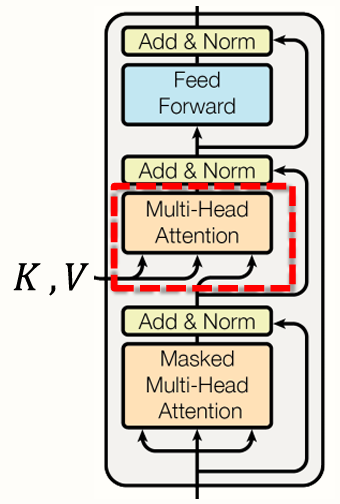 Add & Norm
Feed
Forward
Add & Norm
Multi-Head
Attention
K , V
Add & Norm
Masked
Multi-Head
Attention